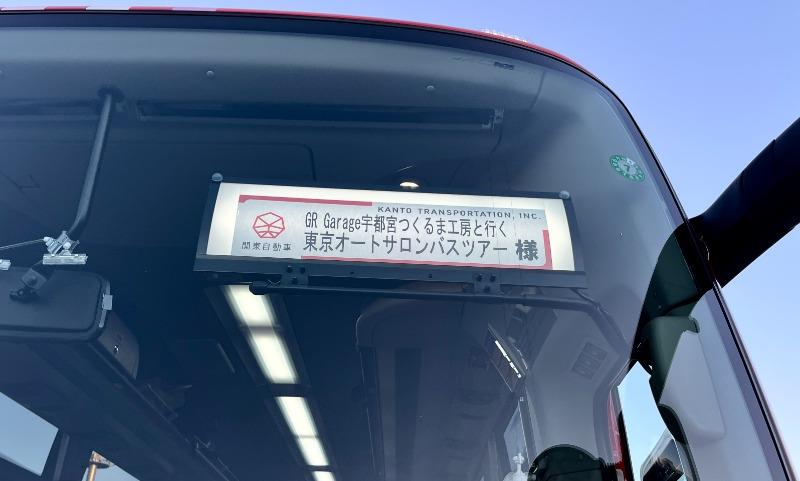 KANTO TRANSPORTATION, INC.
関東自動車
GR Garage宇都宮つくるま工房と行く
東京オートサロンバスツアー 様
7